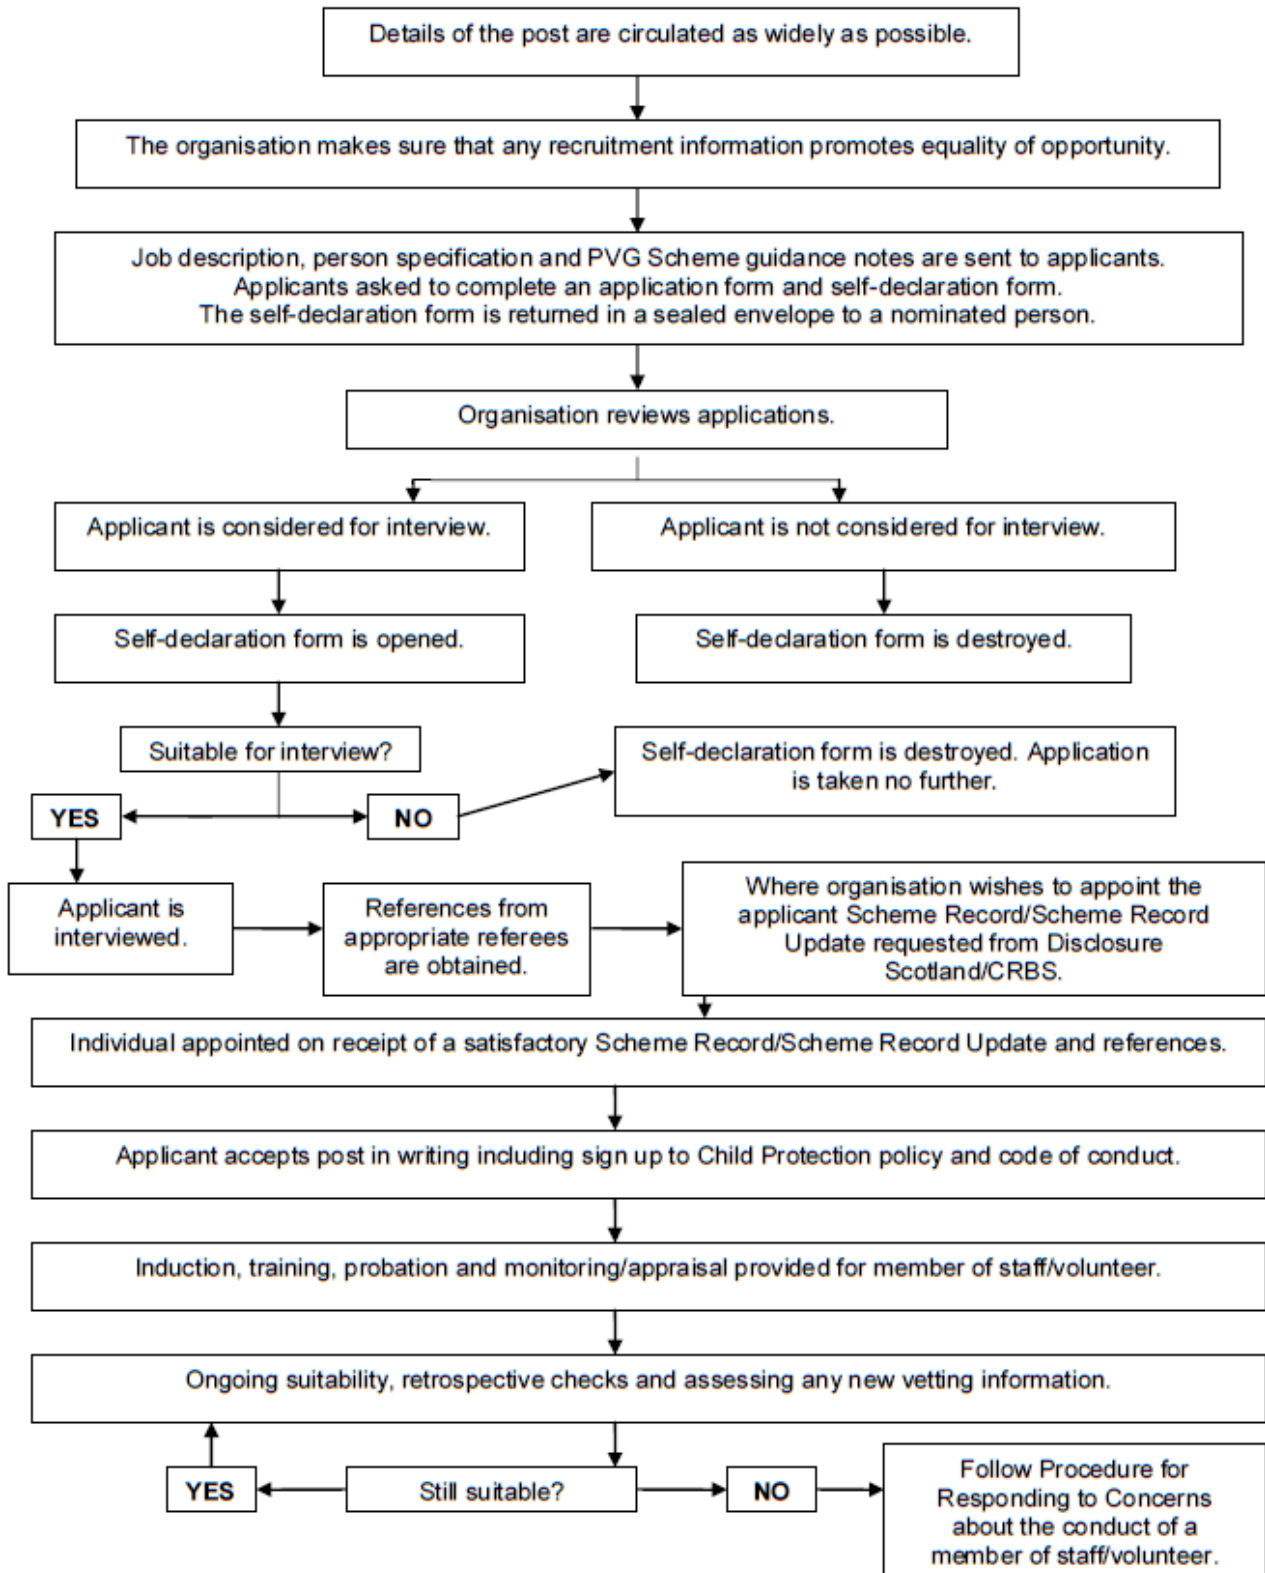 Details of the post are circulated as widely as possible.
The organisation makes sure that any recruitment information promotes equality of opportunity.
Job description, person specification and PVG Scheme guidance notes are sent to applicants.
Applicants asked to complete an application form and self-declaration form.
The self-declaration form is returned in a sealed envelope to a nominated person.
Organisation reviews applications.
Applicant is considered for interview.
Applicant is not considered for interview.
Self-declaration form is opened.
Self-declaration form is destroyed.
Suitable for interview?
Self-declaration form is destroyed. Application
is taken no further.
YES
NO
Applicant is
interviewed.
References from
appropriate referees
are obtained.
Where organisation wishes to appoint the
applicant Scheme Record/Scheme Record
Update requested from Disclosure
Scotland/CRBS.
Individual appointed on receipt of a satisfactory Scheme Record/Scheme Record Update and references.
Applicant accepts post in writing including sign up to Child Protection policy and code of conduct.
Induction, training, probation and monitoring/appraisal provided for member of staff/volunteer.
Ongoing suitability, retrospective checks and assessing any new vetting information.
YES
Still suitable?
NO
Follow Procedure for
Responding to Concerns
about the conduct of a
member of staff/volunteer.